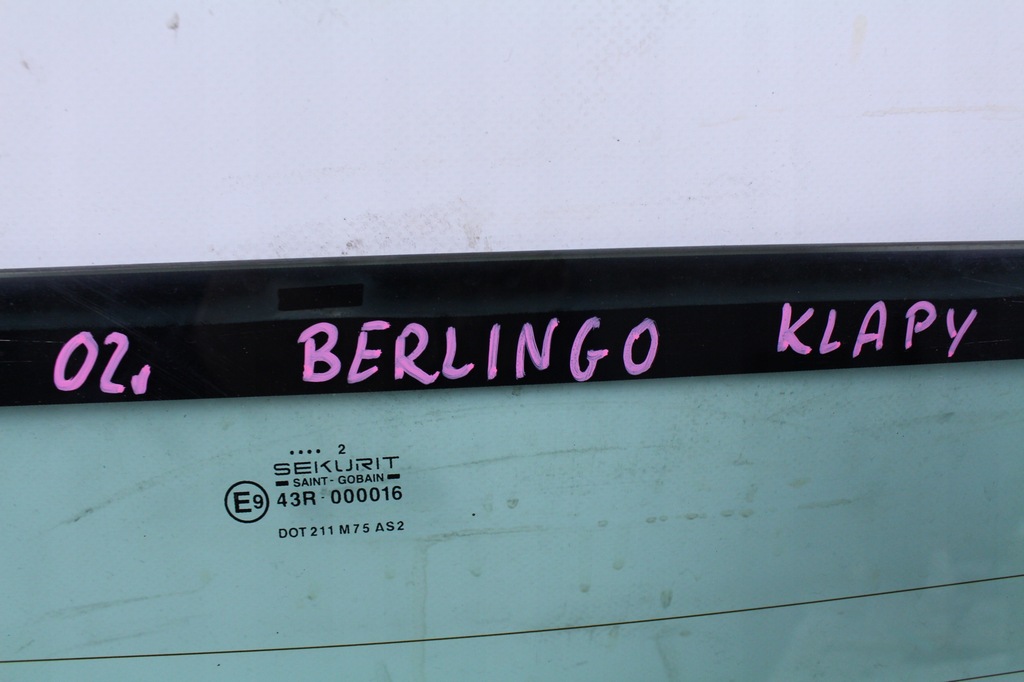 02. BERLINGO KLAPY
.... 2
SEKURIT
SAINT-GOBAIN
E9 43R-000016
DOT 211 M75 AS2